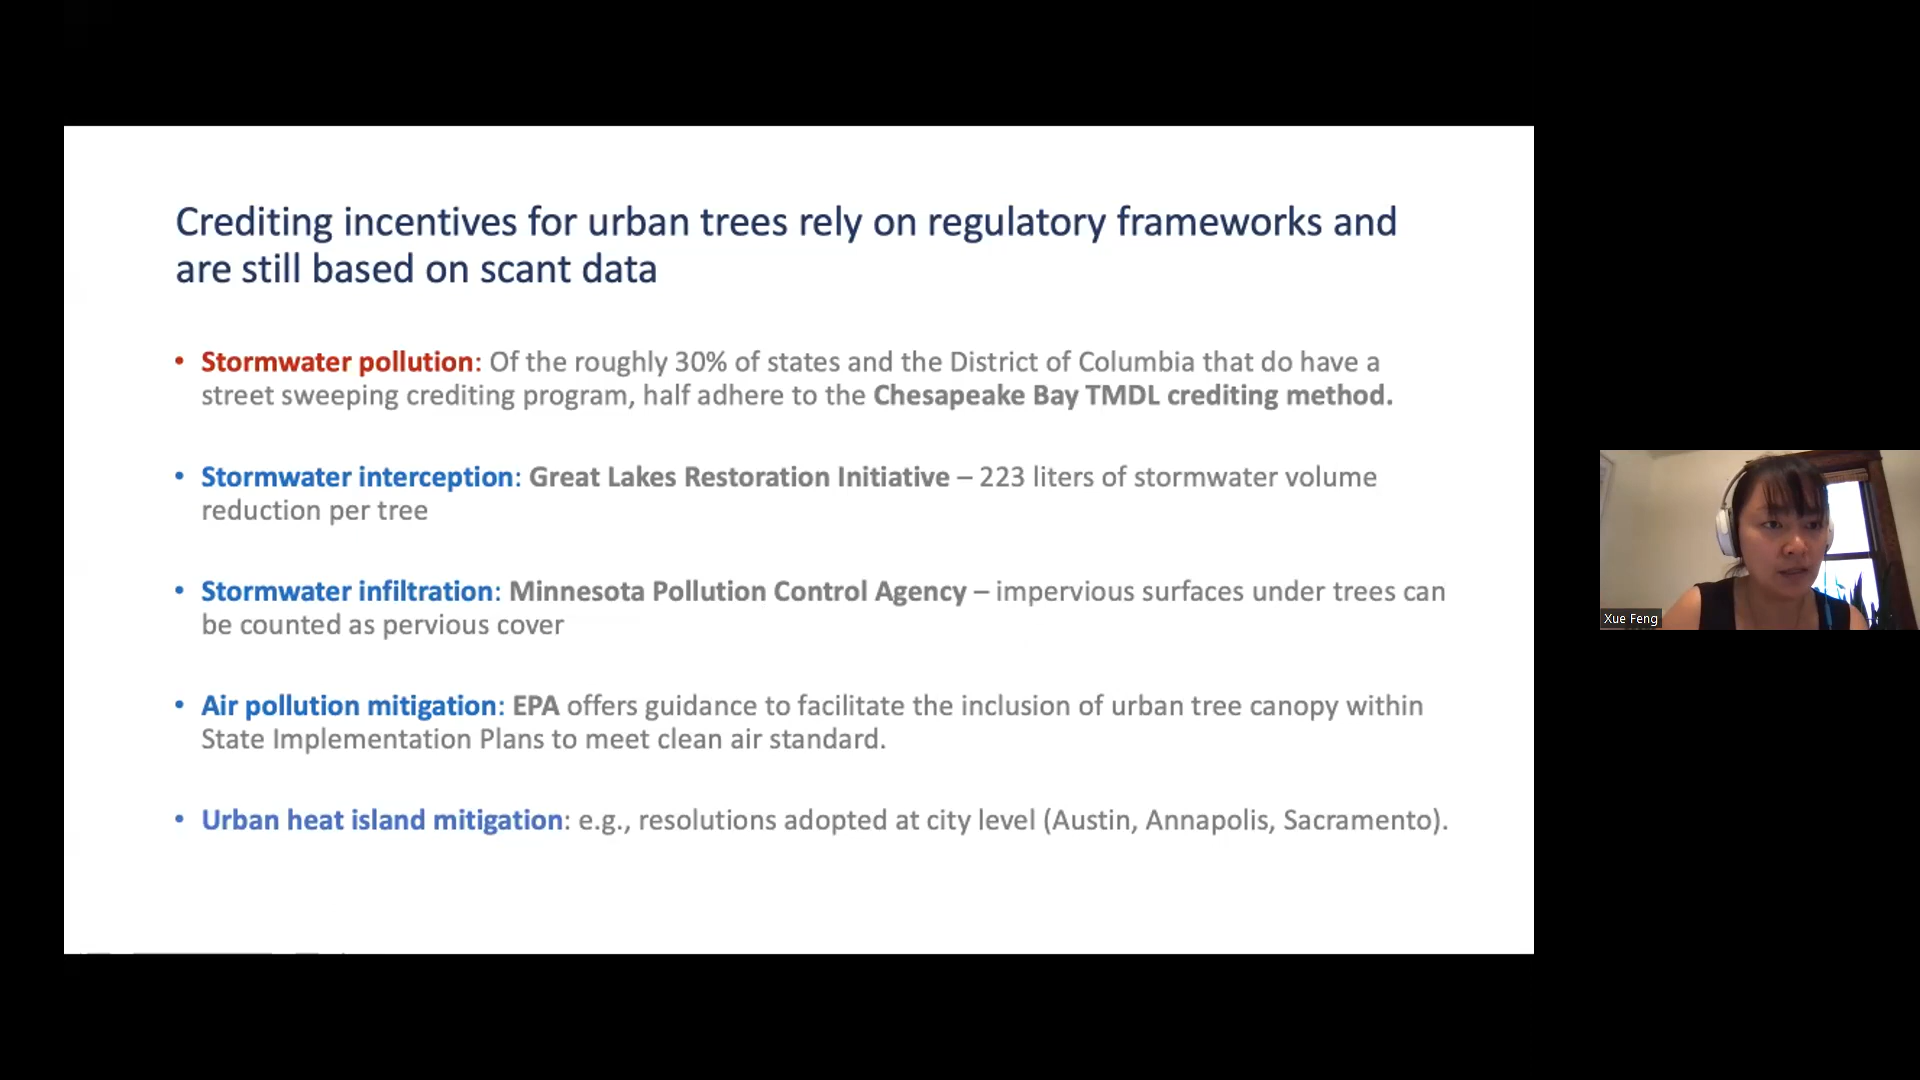 Crediting incentives for urban trees rely on regulatory frameworks and
are still based on scant data
• Stormwater pollution: Of the roughly 30% of states and the District of Columbia that do have a
street sweeping crediting program, half adhere to the Chesapeake Bay TMDL crediting method.
• Stormwater interception: Great Lakes Restoration Initiative – 223 liters of stormwater volume
reduction per tree
• Stormwater infiltration: Minnesota Pollution Control Agency – impervious surfaces under trees can
be counted as pervious cover
• Air pollution mitigation: EPA offers guidance to facilitate the inclusion of urban tree canopy within
State Implementation Plans to meet clean air standard.
• Urban heat island mitigation: e.g., resolutions adopted at city level (Austin, Annapolis, Sacramento).
Xue Feng